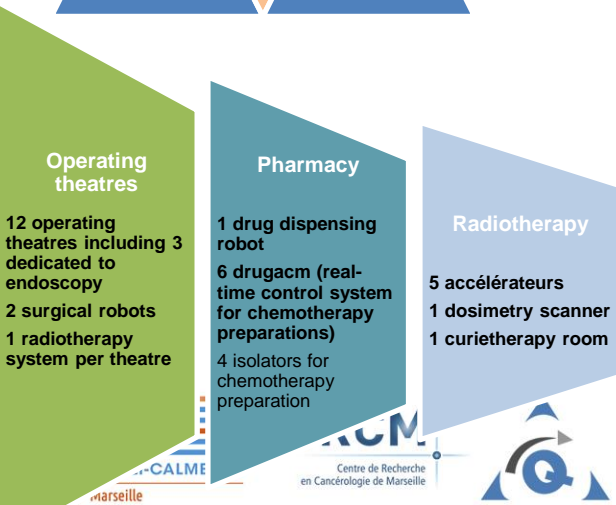 Operating
theatres
12 operating
theatres including 3
dedicated to
endoscopy
2 surgical robots
1 radiotherapy
system per theatre
Pharmacy
1 drug dispensing
robot
6 drugacm (real-
time control system
for chemotherapy
preparations)
4 isolators for
chemotherapy
preparation
Radiotherapy
5 accélérateurs
1 dosimetry scanner
1 curietherapy room
I-CALME
Marseille
RCM
Centre de Recherche
en Cancérologie de Marseille
Q